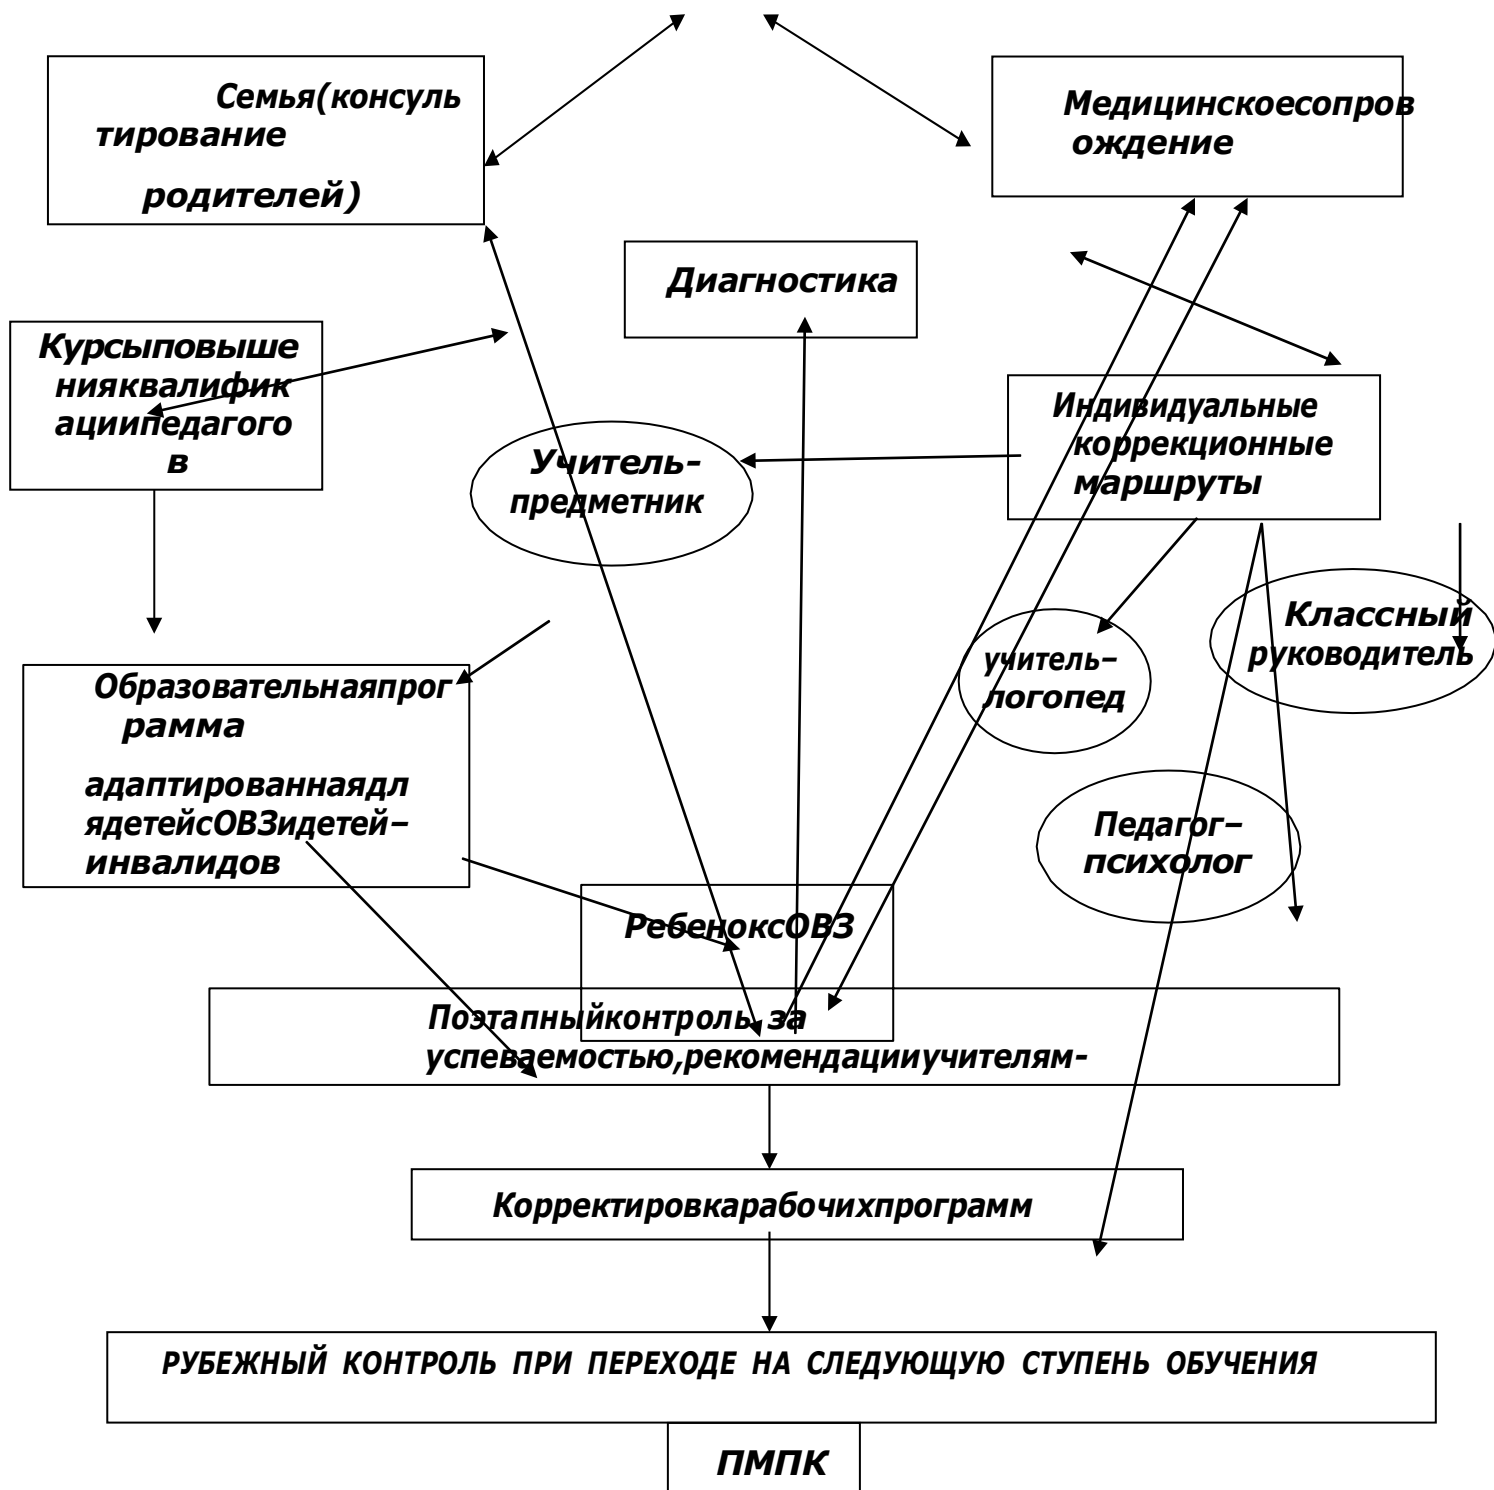 Семья(консуль
тирование
родителей)
Медицинскоесопров
ождение
Диагностика
Курсыповыше
нияквалифик
ациипедагого
в
Учитель-
предметник
Индивидуальные
коррекционные
маршруты
Классный
руководитель
учитель–
логопед
Образовательнаяпрог
рамма
адаптированнаядл
ядетейсОВЗидетей–
инвалидов
Педагог–
психолог
РебеноксОВЗ
Поэтапныйконтроль за
успеваемостью,рекомендацииучителям-
Корректировкарабочихпрограмм
РУБЕЖНЫЙ КОНТРОЛЬ ПРИ ПЕРЕХОДЕ НА СЛЕДУЮЩУЮ СТУПЕНЬ ОБУЧЕНИЯ
ПМПК